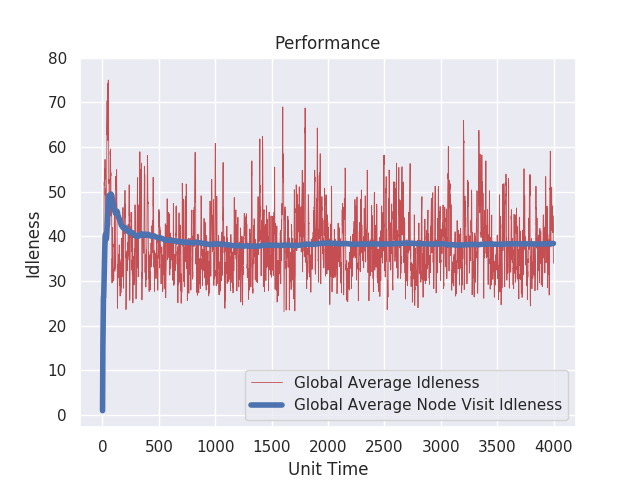 Performance
80
70
60
50
40
30
20
10
0
Idleness
Global Average Idleness
Global Average Node Visit Idleness
0 500 1000 1500 2000 2500 3000 3500 4000
Unit Time